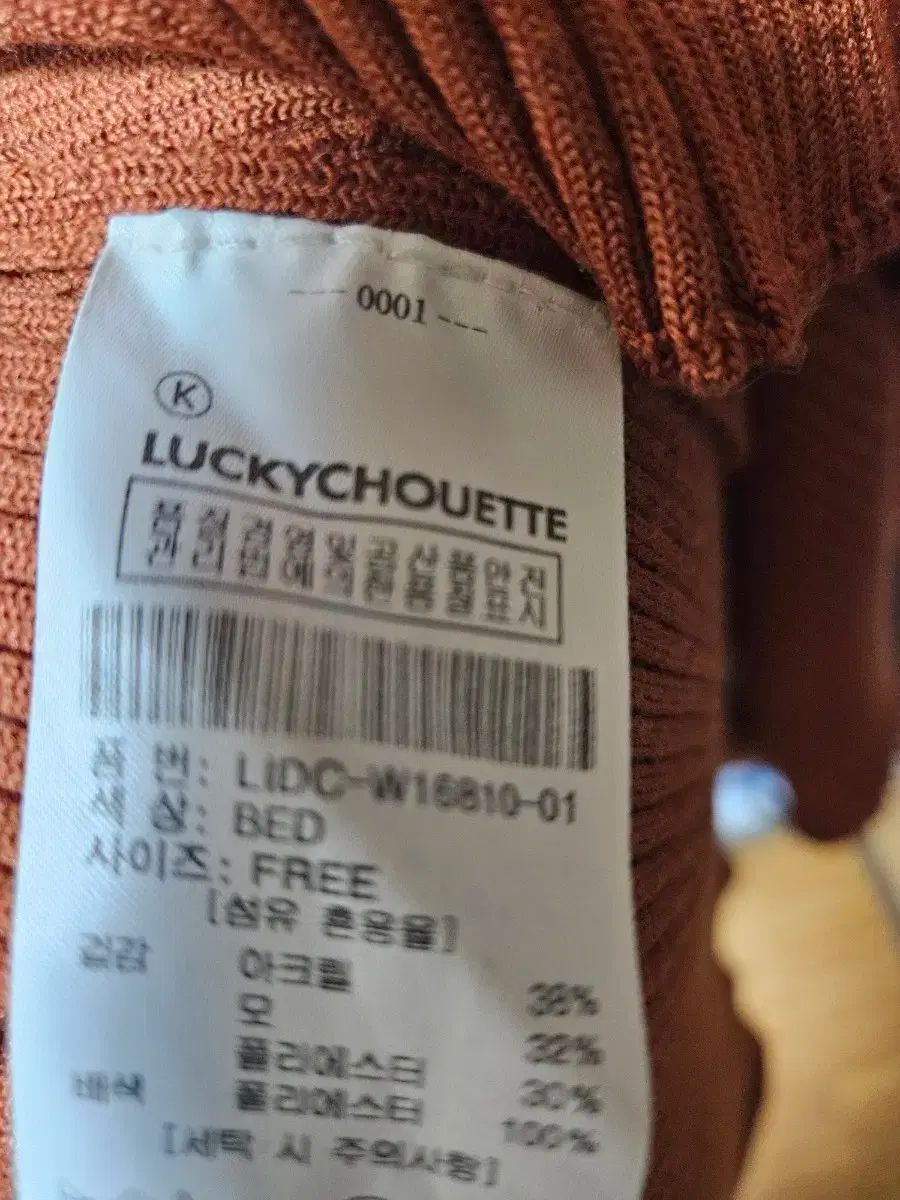 --- 0001 ---
K
LUCKYCHOUETTE
품질경영 및 공산품안전
관리법에 의한 품질표시
품 번: LIDC-W16810-01
색 상: BED
사이즈: FREE
[섬유 혼용율]
겉감 아크릴 38%
모 32%
폴리에스터 30%
배색 폴리에스터 100%
[세탁 시 주의사항]